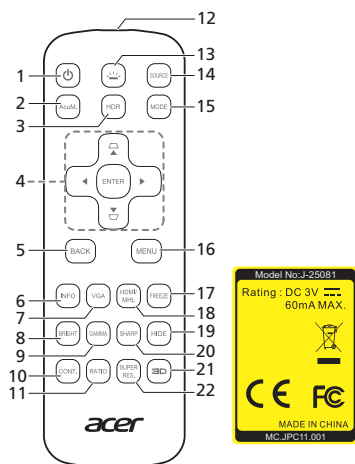 12
13
1
14
SOURCE
2
AcuM.
HDR
MODE
15
3
4
ENTER
5
BACK
MENU
16
6
INFO
VGA
HDMI/
MHL
FREEZE
17
7
18
8
BRIGHT
GAMMA
SHARP
HIDE
19
9
20
10
CONT.
RATIO
SUPER
RES.
3D
21
11
22
acer
Model No:J-25081
Rating : DC 3V
60mA MAX.
CE FC
MADE IN CHINA
MC.JPC11.001